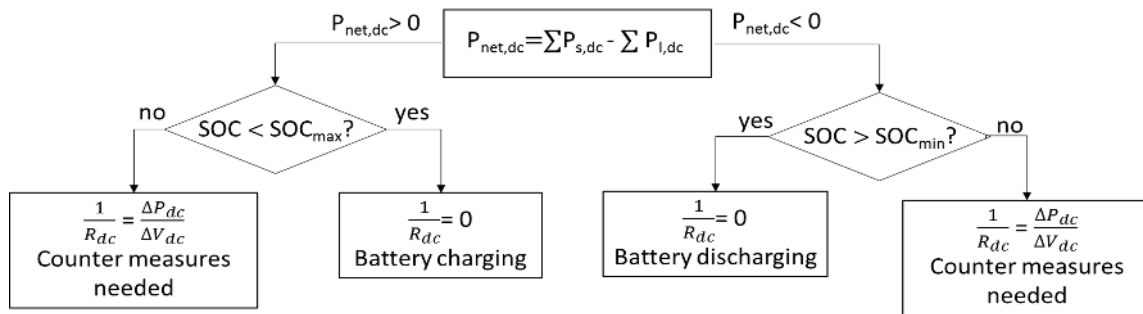 P_net,dc > 0
P_net,dc=∑P_s,dc - ∑ P_l,dc
P_net,dc < 0
no
SOC < SOC_max?
yes
yes
SOC > SOC_min?
no
1/R_dc = ΔP_dc/ΔV_dc
Counter measures
needed
1/R_dc = 0
Battery charging
1/R_dc = 0
Battery discharging
1/R_dc = ΔP_dc/ΔV_dc
Counter measures
needed